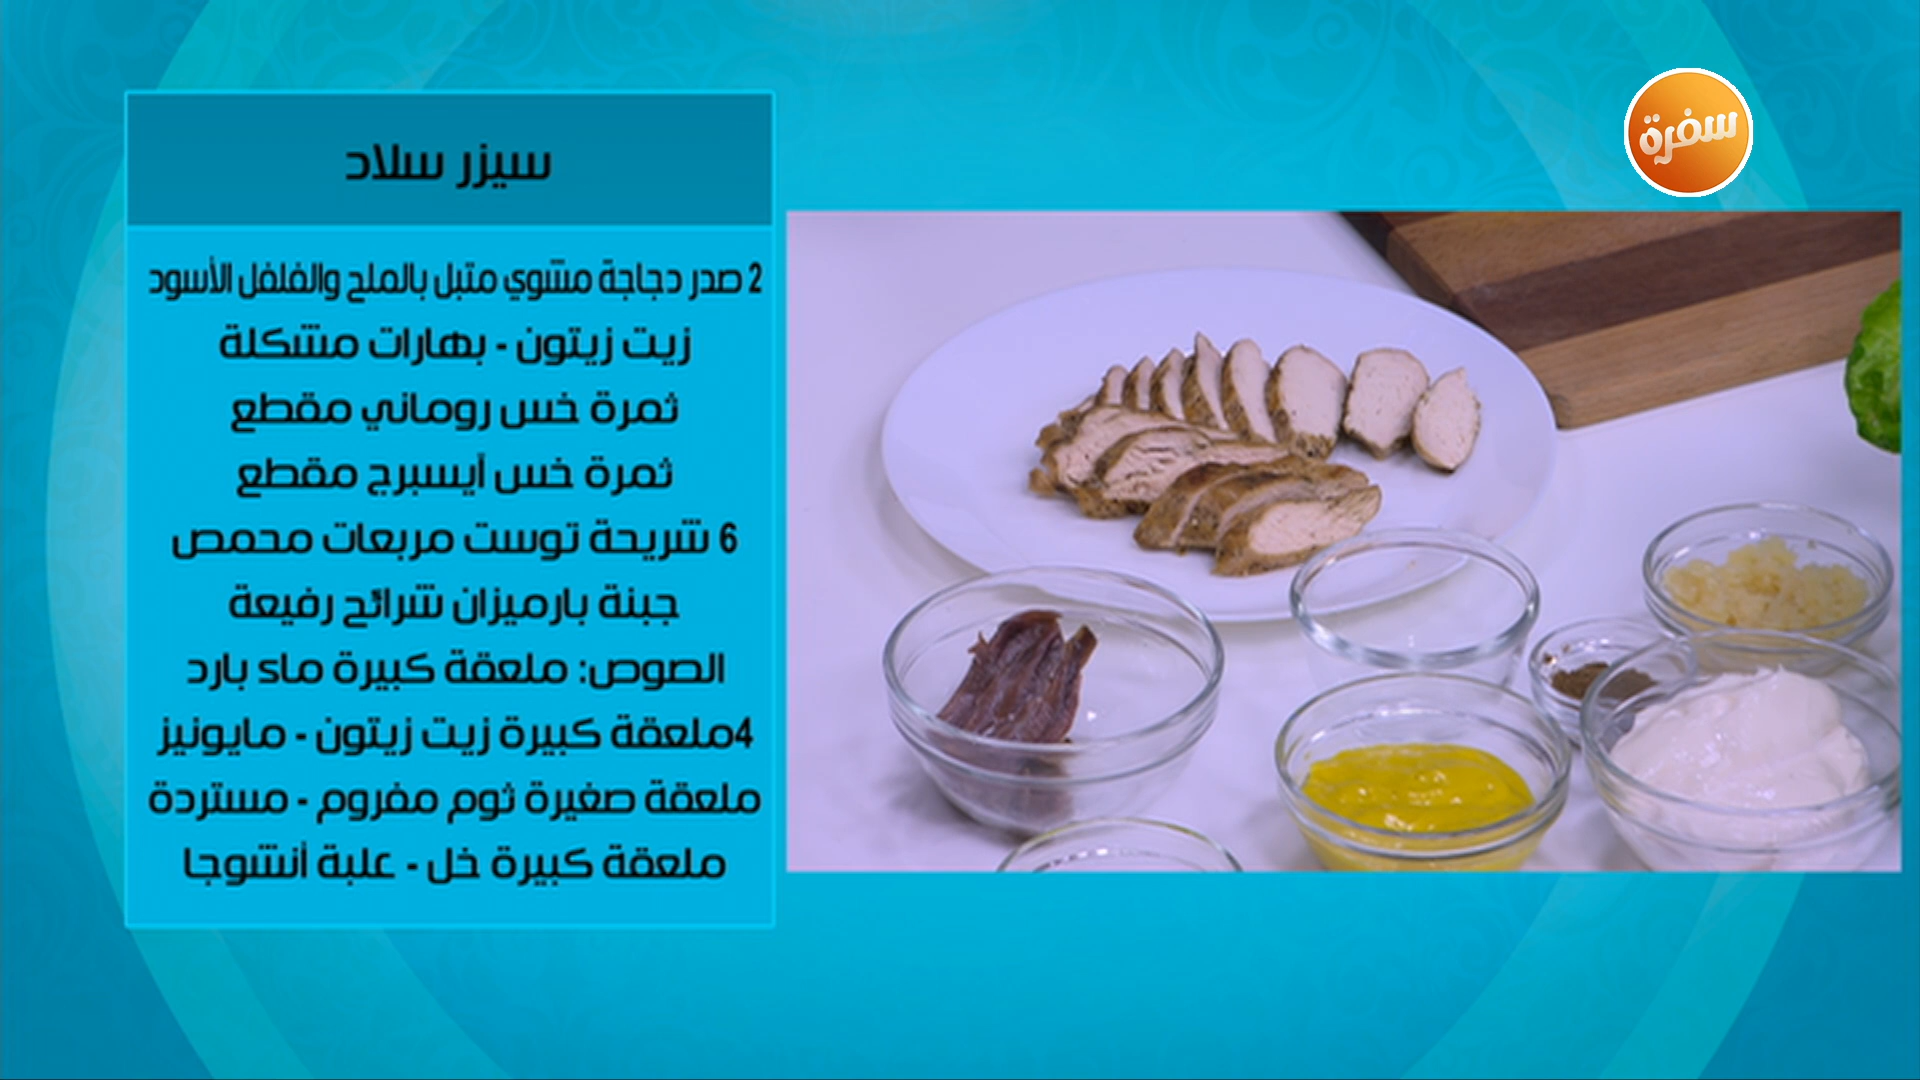 سفرة
سيزر سلاد
2 صدر دجاجة مشوي متبل بالملح والفلفل الأسود
زيت زيتون - بهارات مشكلة
ثمرة خس روماني مقطع
ثمرة خس أيسبرج مقطع
6 شريحة توست مربعات محمص
جبنة بارميزان شرائح رفيعة
الصوص: ملعقة كبيرة ماء بارد
4ملعقة كبيرة زيت زيتون - مايونيز
ملعقة صغيرة ثوم مفروم - مستردة
ملعقة كبيرة خل - علبة أنشوجا